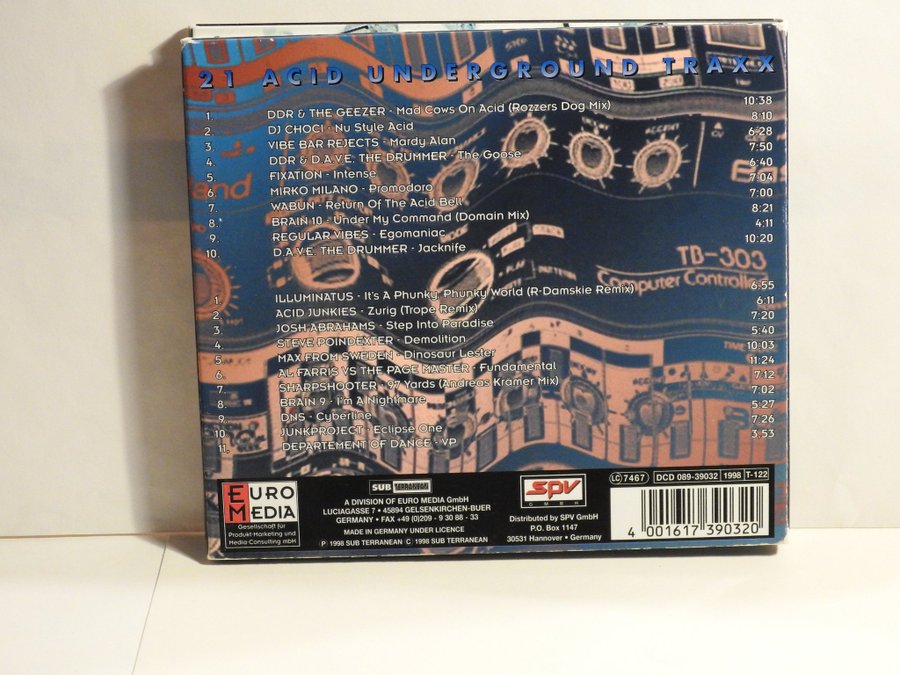 21 ACID UNDERGROUND TRAXX
1. DDR & THE GEEZER - Mad Cows On Acid (Rozzers Dog Mix) 10:38
2. DJ CHOCI - Nu Style Acid 8:10
3. VIBE BAR REJECTS - Mardy Alan 6:28
4. DDR & D.A.V.E. THE DRUMMER - The Goose 7:50
5. FIXATION - Intense 6:40
6. MIRKO MILANO - Promodoro 7:04
7. WABUN - Return Of The Acid Bell 7:00
8. BRAIN 10 - Under My Command (Domain Mix) 8:21
9. REGULAR VIBES - Egomaniac 4:11
10. D.A.V.E. THE DRUMMER - Jacknife 10:20
TB-303
Computer Controlled
1. ILLUMINATUS - It's A Phunky, Phunky World (R-Damskie Remix) 6:55
2. ACID JUNKIES - Zurig (Trope Remix) 6:11
3. JOSH ABRAHAMS - Step Into Paradise 7:20
4. STEVE POINDEXTER - Demolition 5:40
5. MAX FROM SWEDEN - Dinosaur Lester 10:03
6. AL FARRIS VS THE PAGE MASTER - Fundamental 11:24
7. SHARPSHOOTER - 97 Yards (Andreas Kramer Mix) 7:12
8. BRAIN 9 - I'm A Nightmare 7:02
9. DNS - Cyberline 5:27
10. JUNKPROJECT - Eclipse One 7:26
11. DEPARTEMENT OF DANCE - VP 3:53
EURO
MEDIA
Gesellschaft für
Produkt-Marketing und
Media-Consulting mbH
SUB TERRANEAN
A DIVISION OF EURO MEDIA GmbH
LUCIAGASSE 7 • 45894 GELSENKIRCHEN-BUER
GERMANY • FAX +49 (0)209 - 9 30 88 - 33
MADE IN GERMANY UNDER LICENCE
Ⓟ 1998 SUB TERRANEAN Ⓒ 1998 SUB TERRANEAN
SPV
GMBH
Distributed by SPV GmbH
P.O. Box 1147
30531 Hannover • Germany
LC 7467 DCD 089-39032 1998 T-122
4 001617 390320